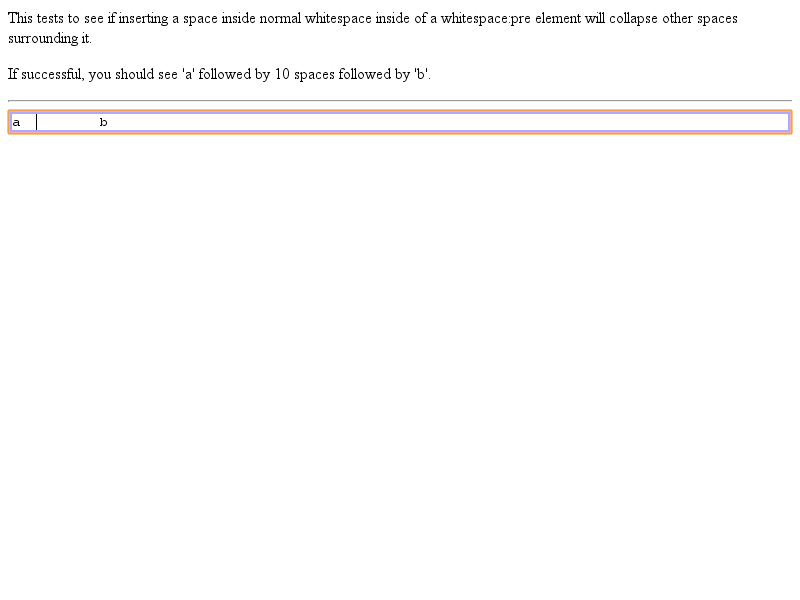 This tests to see if inserting a space inside normal whitespace inside of a whitespace:pre element will collapse other spaces
surrounding it.
If successful, you should see 'a' followed by 10 spaces followed by 'b'.
a          b